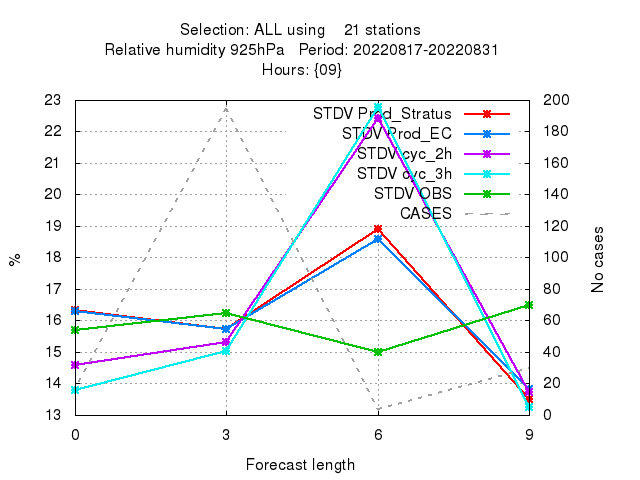 Selection: ALL using 21 stations
Relative humidity 925hPa Period: 20220817-20220831
Hours: {09}
STDV Prod_Stratus
STDV Prod_EC
STDV cyc_2h
STDV cyc_3h
STDV OBS
CASES
23
22
21
20
19
18
17
16
15
14
13
%
200
180
160
140
120
100
80
60
40
20
0
No cases
0 3 6 9
Forecast length